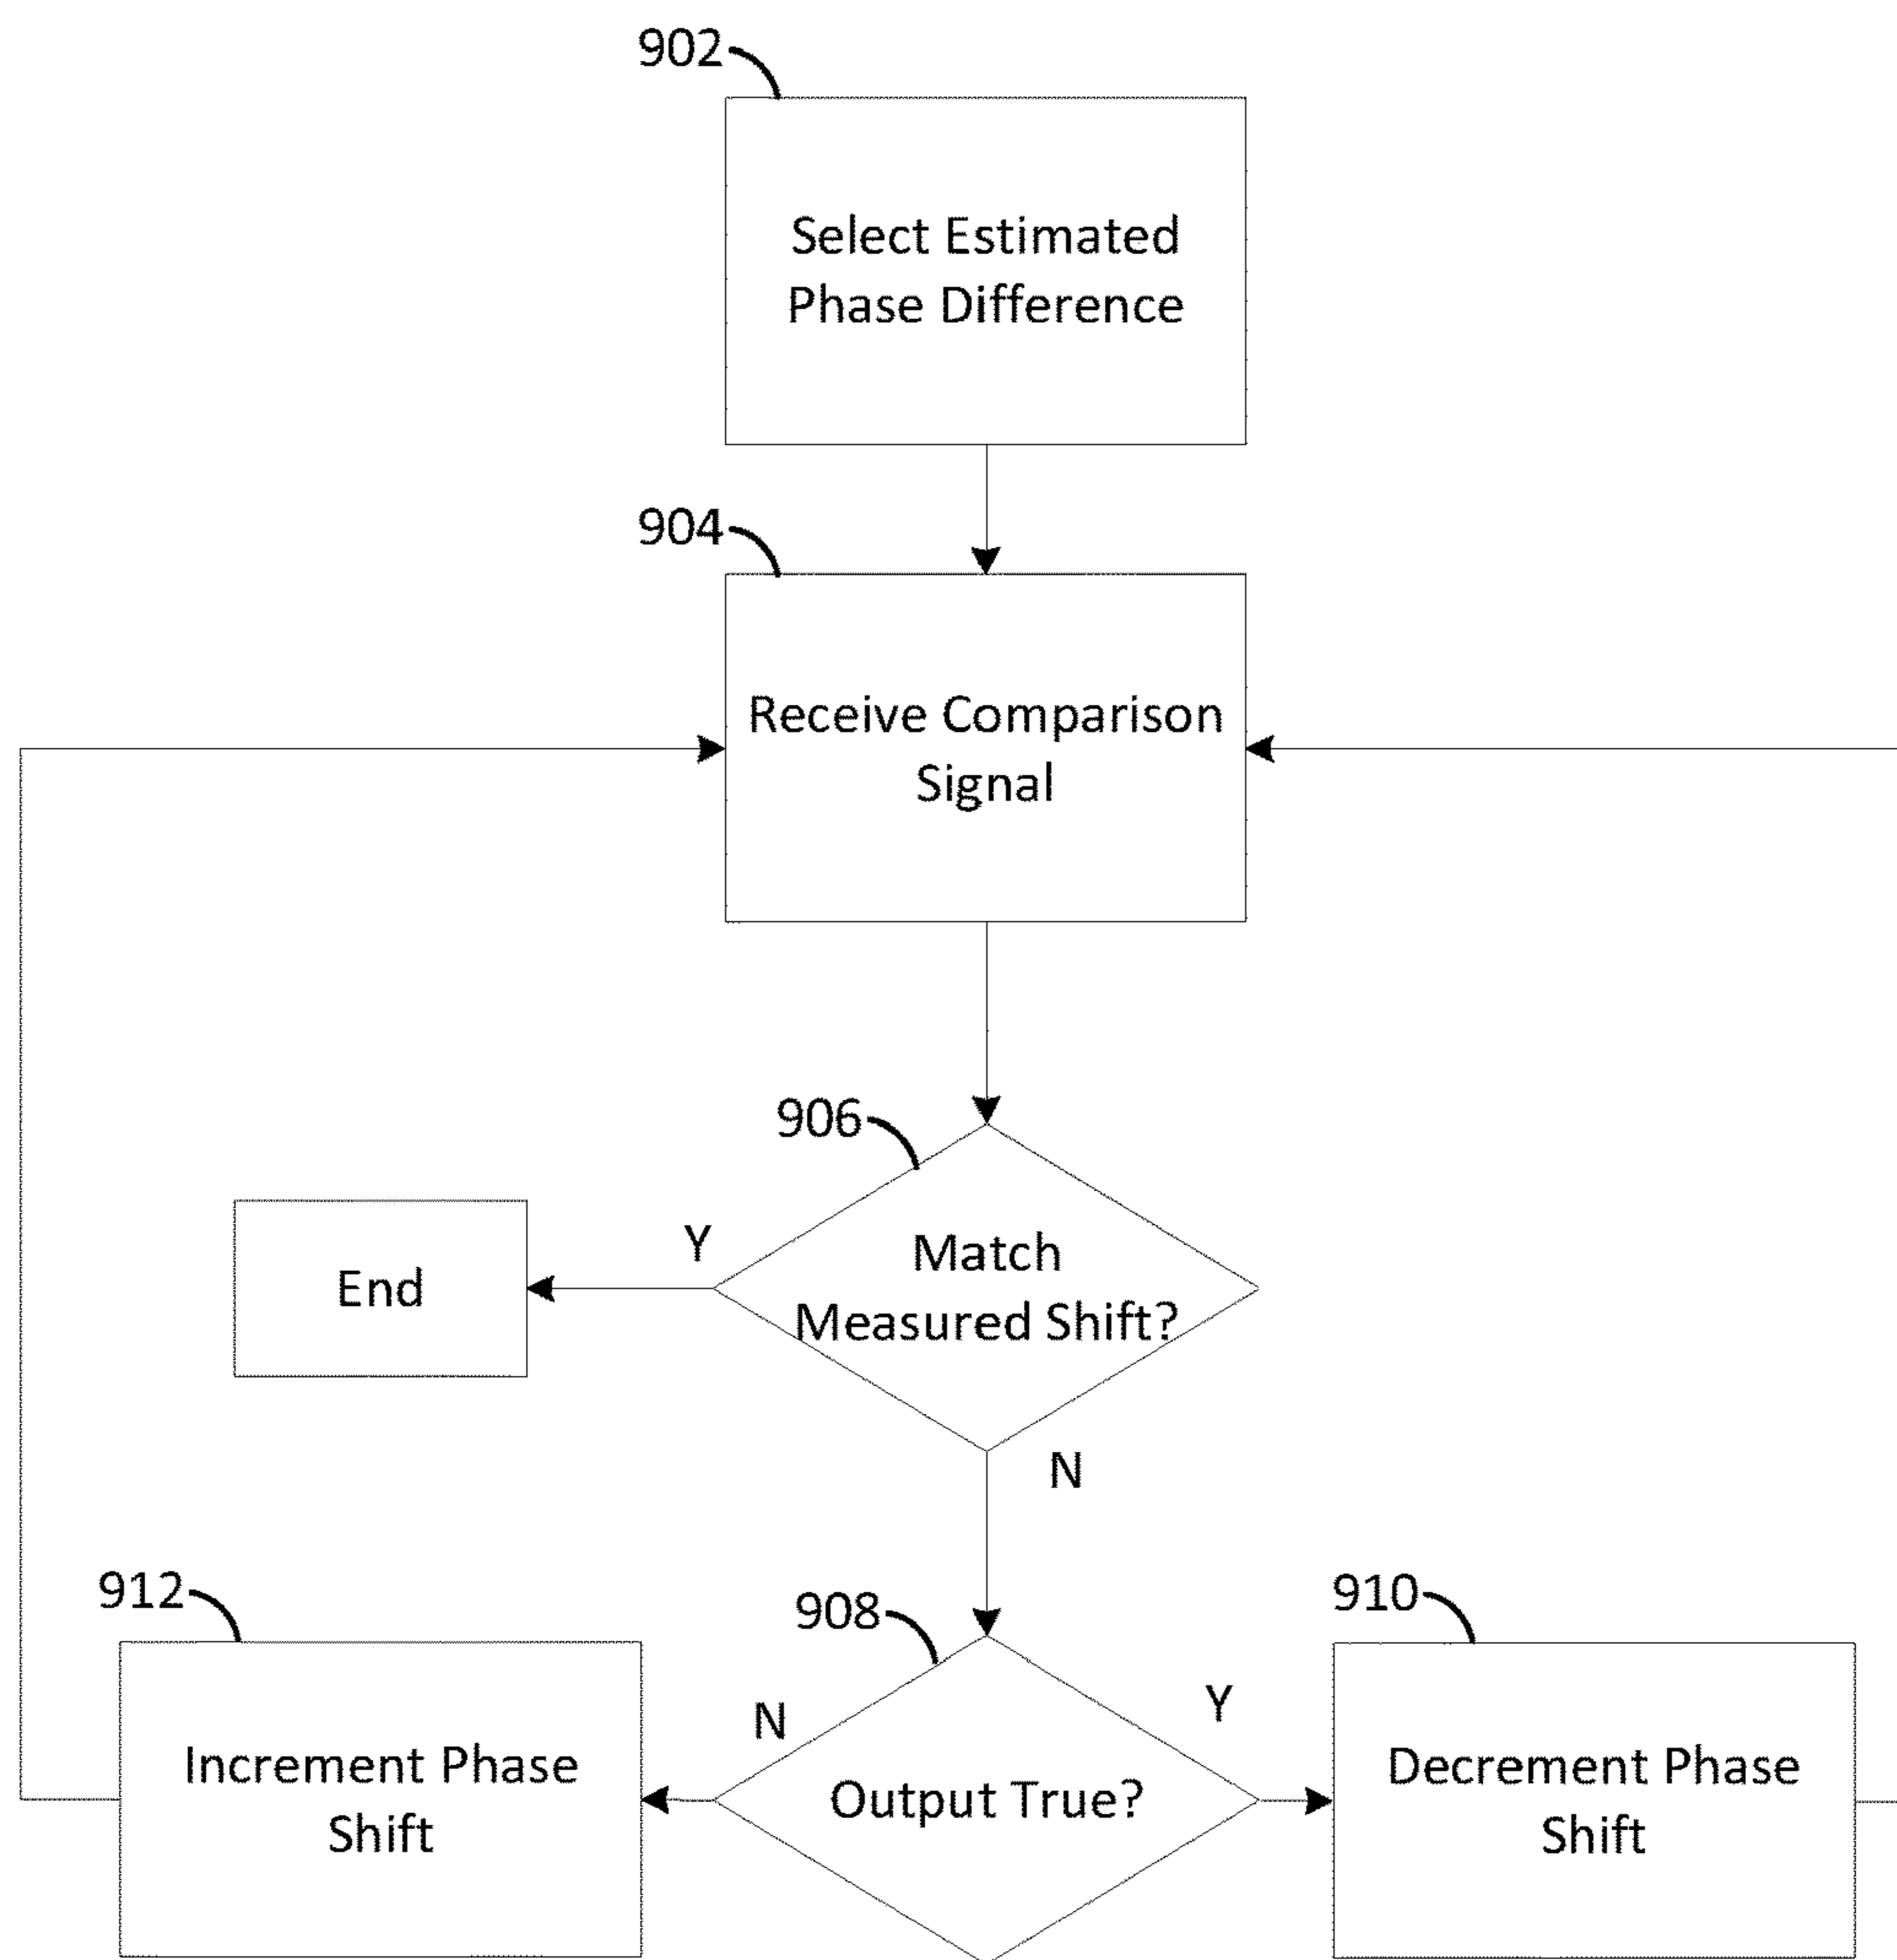 902
Select Estimated
Phase Difference
904
Receive Comparison
Signal
906
Match
Measured Shift?
Y
End
N
912
908
910
Increment Phase
Shift
N
Output True?
Y
Decrement Phase
Shift